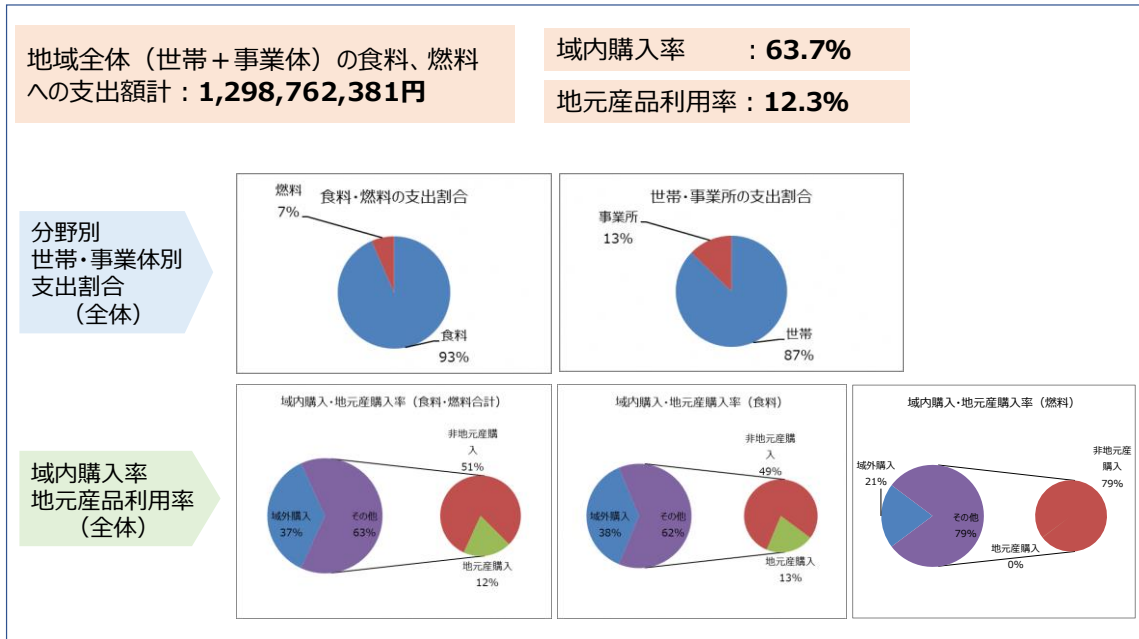 地域全体（世帯＋事業体）の食料、燃料
への支出額計：1,298,762,381円
域内購入率　　：63.7%
地元産品利用率：12.3%
分野別
世帯・事業体別
支出割合
（全体）
食料・燃料の支出割合
燃料
7%
食料
93%
世帯・事業所の支出割合
事業所
13%
世帯
87%
域内購入率
地元産品利用率
（全体）
域内購入・地元産購入率（食料・燃料合計）
非地元産購
入
51%
域外購入
37%
その他
63%
地元産購入
12%
域内購入・地元産購入率（食料）
非地元産購
入
49%
域外購入
38%
その他
62%
地元産購入
13%
域内購入・地元産購入率（燃料）
非地元産
購入
79%
域外購入
21%
その他
79%
地元産購入
0%